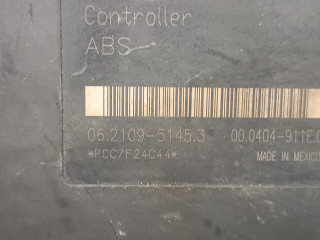 Controller
ABS
06.2109-5145.3 00.0404-911E.0
*PCC7F24C44*
MADE IN MEXICO